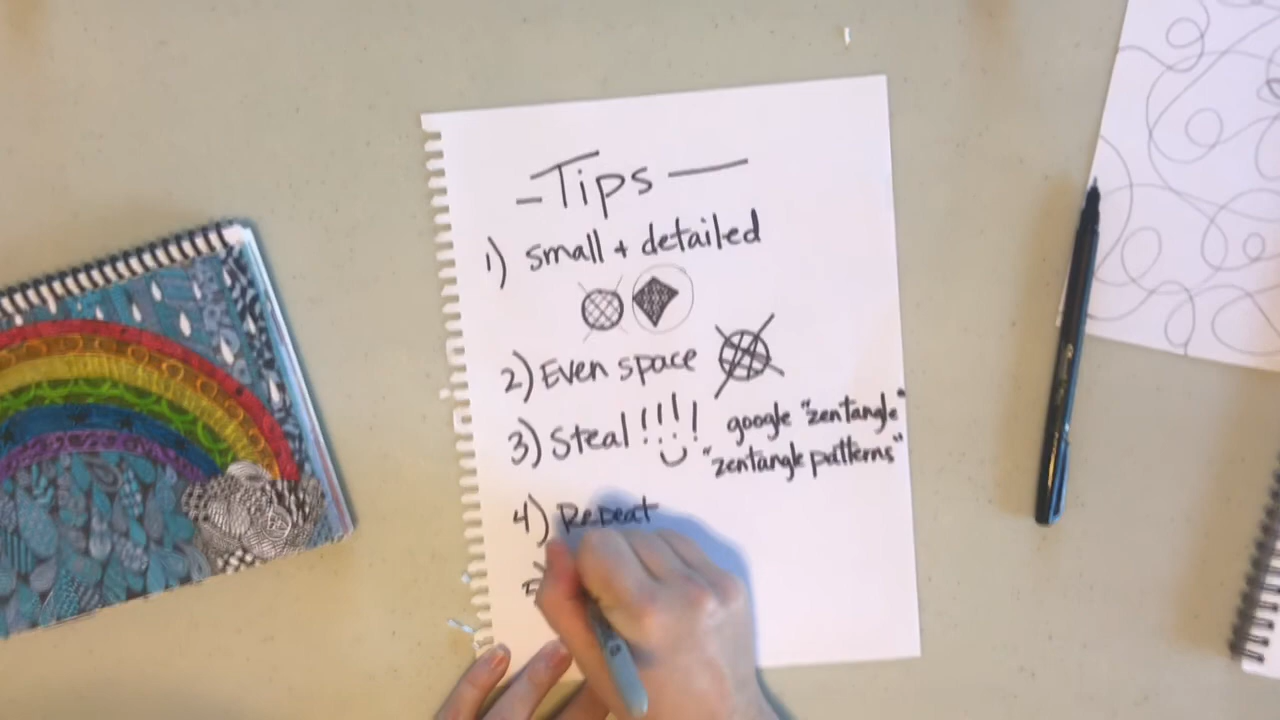 - Tips -
1) small + detailed
2) Even space
3) Steal !!!! google "zentangle"
"zentangle patterns"
4) Repeat